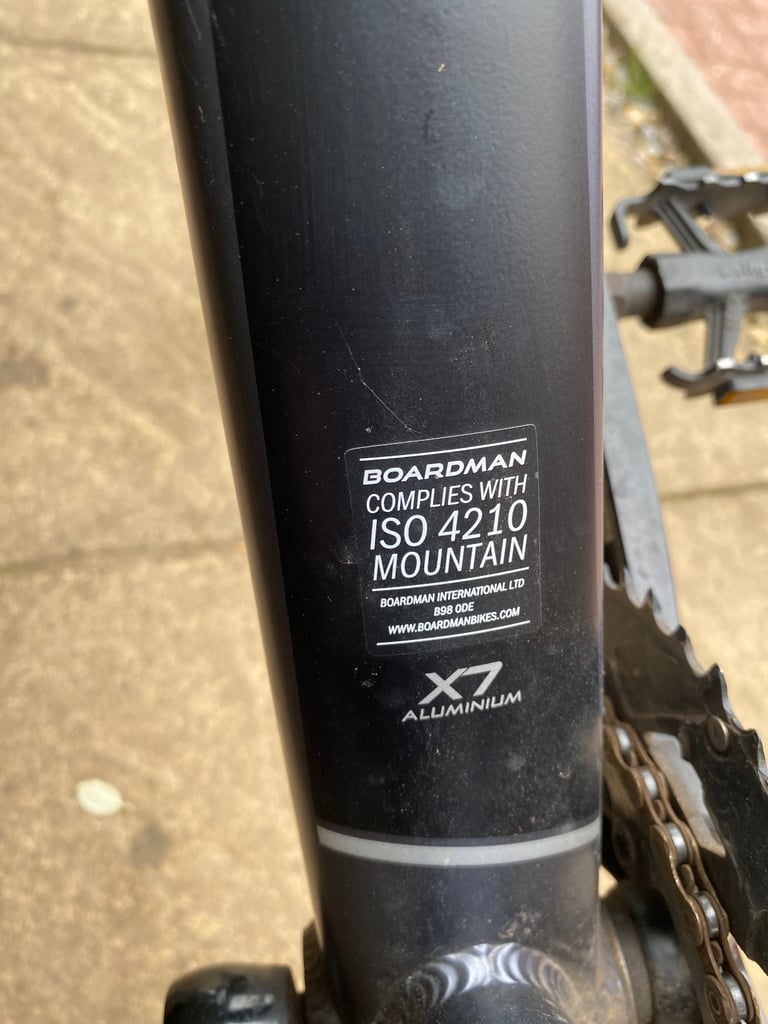 BOARDMAN
COMPLIES WITH
ISO 4210
MOUNTAIN
BOARDMAN INTERNATIONAL LTD
B98 0DE
WWW.BOARDMANBIKES.COM
X7
ALUMINIUM